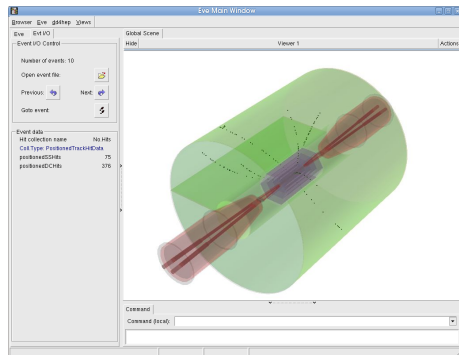 Eve Main Window
Browser Eve dd4hep Views
Eve Evt I/O
Event I/O Control
Number of events: 10
Open event file:
Previous: Next:
Goto event:
Event data
Hit collection name No.Hits
Coll.Type: PositionedTrackHitData
positionedSSHits 75
positionedDCHits 376
Global Scene
Hide Viewer 1 Actions
Command
Command (local):